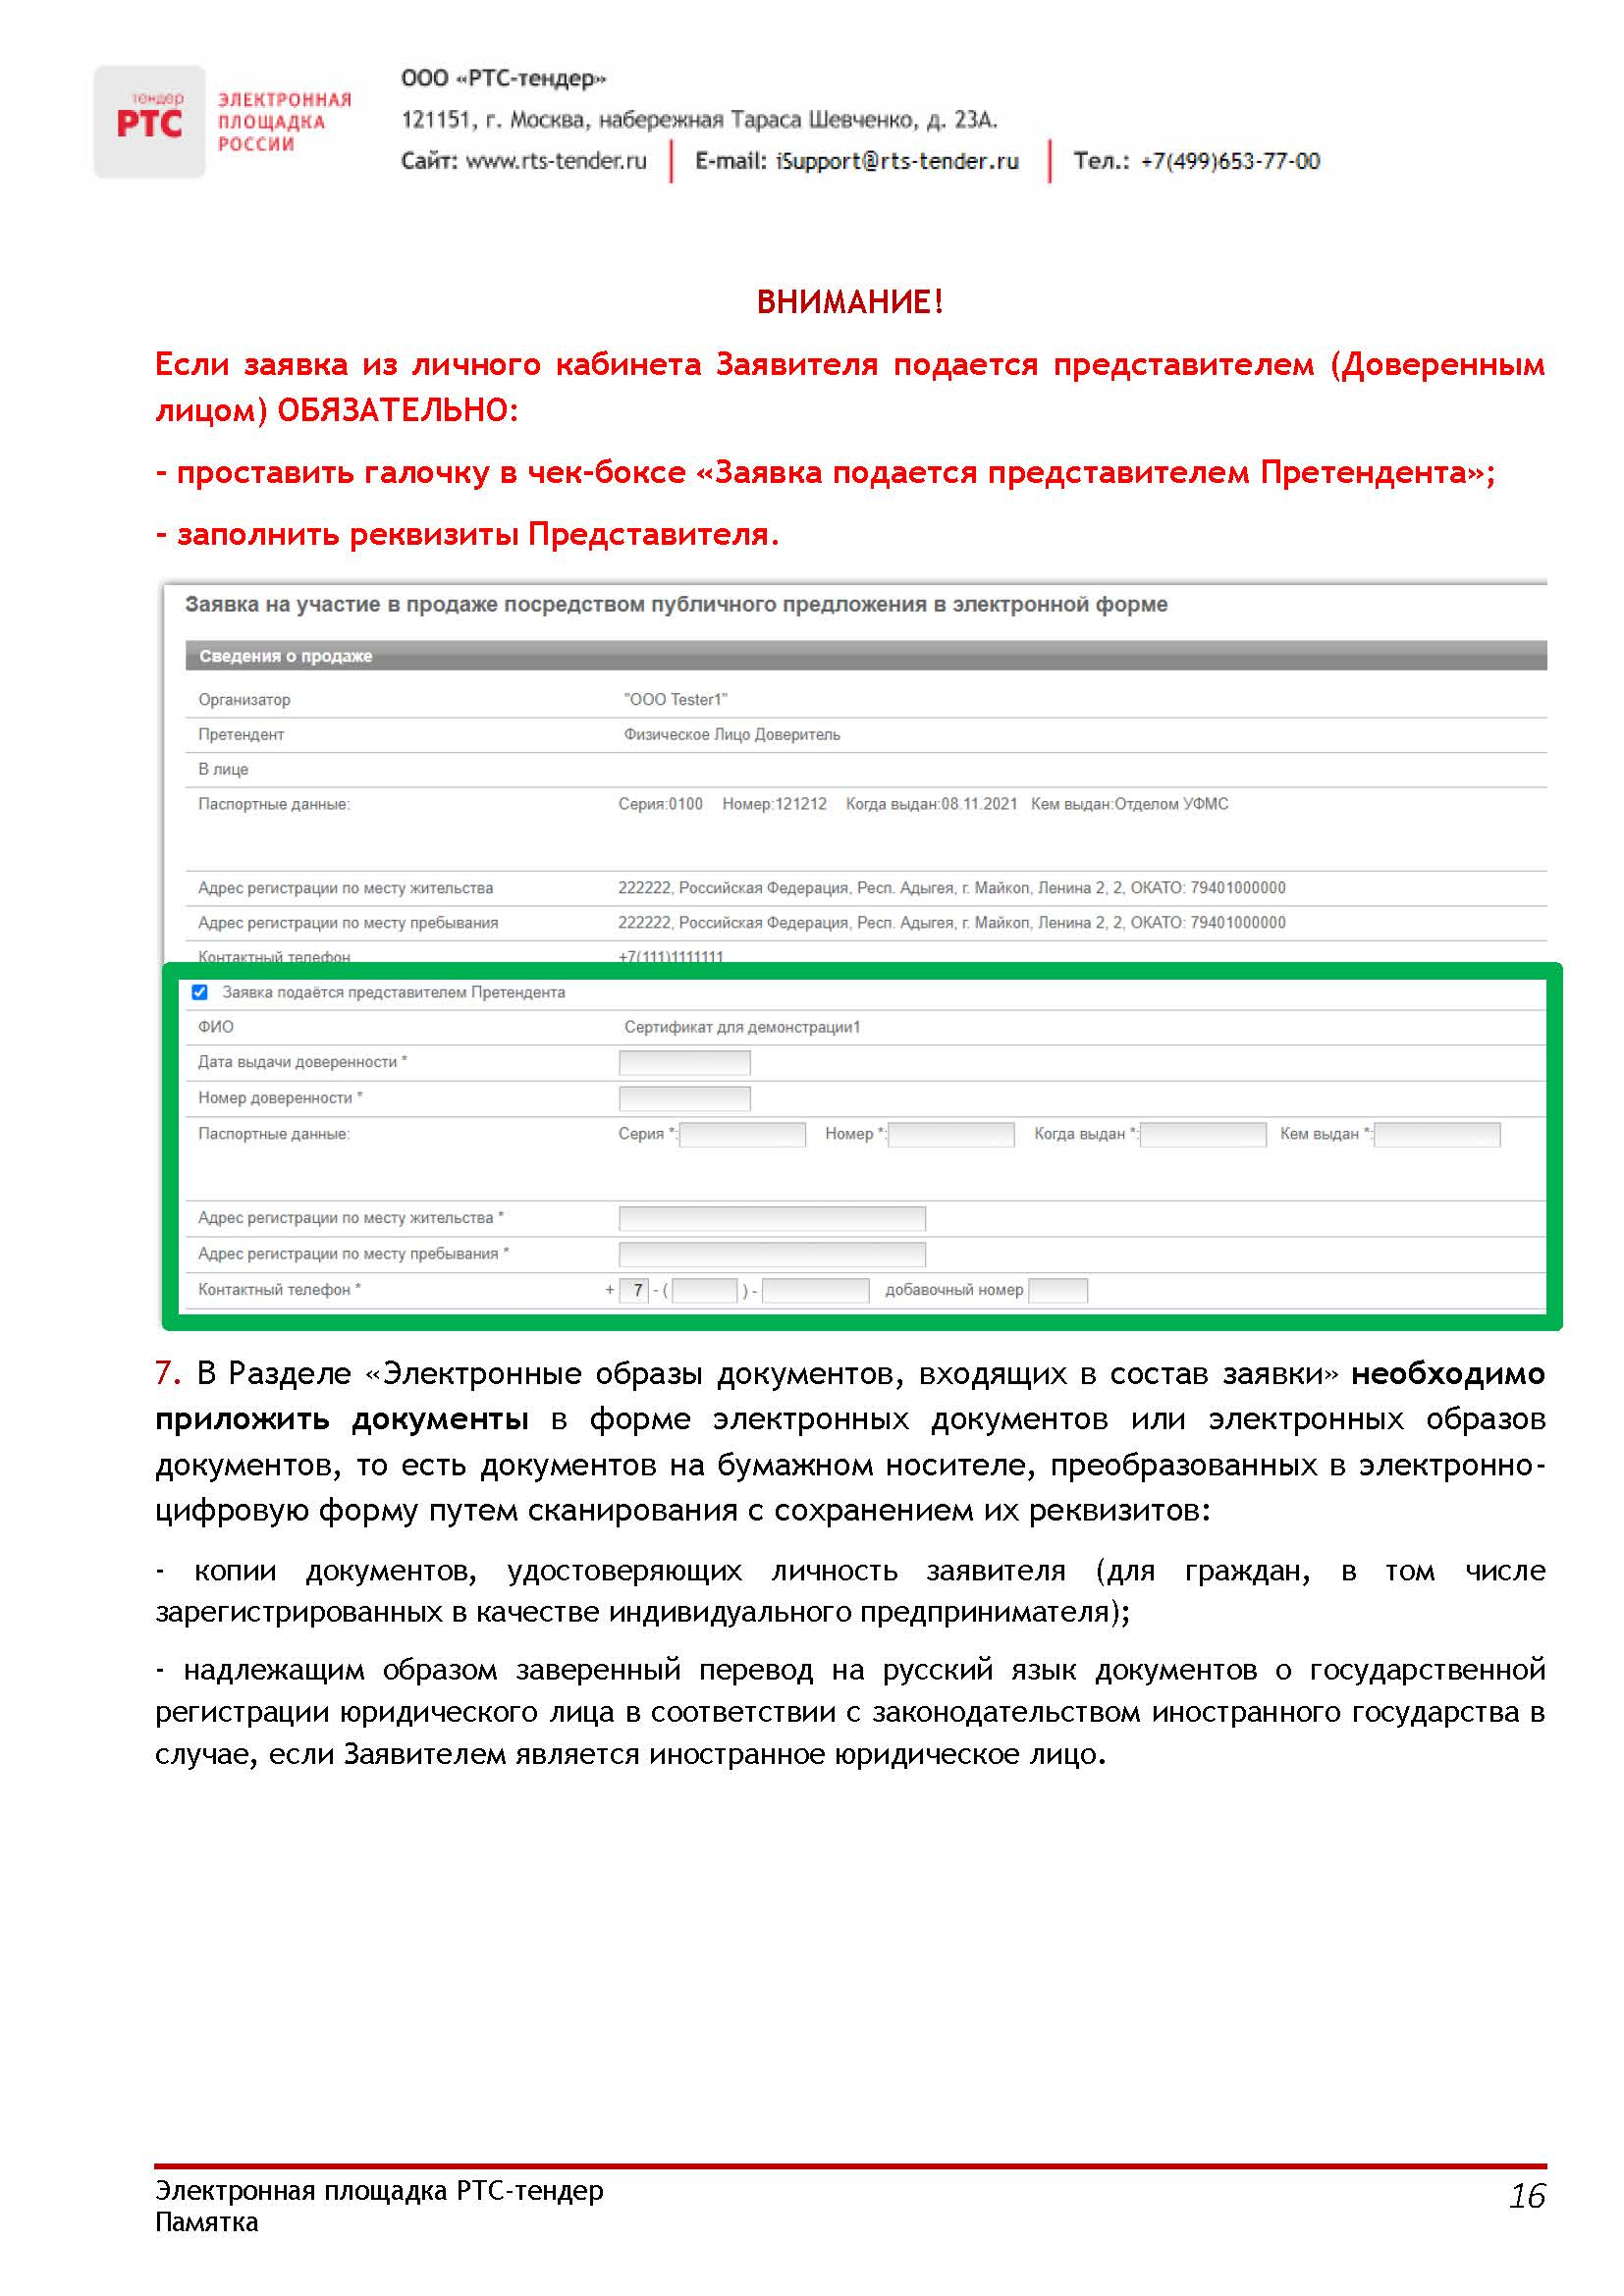 тендер
РТС
ЭЛЕКТРОННАЯ
ПЛОЩАДКА
РОССИИ
ООО «РТС-тендер»
121151, г. Москва, набережная Тараса Шевченко, д. 23А.
Сайт: www.rts-tender.ru E-mail: iSupport@rts-tender.ru Тел.: +7(499)653-77-00
ВНИМАНИЕ!
Если заявка из личного кабинета Заявителя подается представителем (Доверенным
лицом) ОБЯЗАТЕЛЬНО:
- проставить галочку в чек-боксе «Заявка подается представителем Претендента»;
- заполнить реквизиты Представителя.
Заявка на участие в продаже посредством публичного предложения в электронной форме
Сведения о продаже
Организатор "ООО Tester1"
Претендент Физическое Лицо Доверитель
В лице
Паспортные данные: Серия:0100 Номер:121212 Когда выдан:08.11.2021 Кем выдан:Отделом УФМС
Адрес регистрации по месту жительства 222222, Российская Федерация, Респ. Адыгея, г. Майкоп, Ленина 2, 2, ОКАТО: 79401000000
Адрес регистрации по месту пребывания 222222, Российская Федерация, Респ. Адыгея, г. Майкоп, Ленина 2, 2, ОКАТО: 79401000000
Контактный телефон +7(111)1111111
Заявка подаётся представителем Претендента
ФИО Сертификат для демонстрации1
Дата выдачи доверенности *
Номер доверенности *
Паспортные данные: Серия *: Номер *: Когда выдан *: Кем выдан *:
Адрес регистрации по месту жительства *
Адрес регистрации по месту пребывания *
Контактный телефон * + 7 - ( ) - добавочный номер
7. В Разделе «Электронные образы документов, входящих в состав заявки» необходимо
приложить документы в форме электронных документов или электронных образов
документов, то есть документов на бумажном носителе, преобразованных в электронно-
цифровую форму путем сканирования с сохранением их реквизитов:
- копии документов, удостоверяющих личность заявителя (для граждан, в том числе
зарегистрированных в качестве индивидуального предпринимателя);
- надлежащим образом заверенный перевод на русский язык документов о государственной
регистрации юридического лица в соответствии с законодательством иностранного государства в
случае, если Заявителем является иностранное юридическое лицо.
Электронная площадка РТС-тендер 16
Памятка